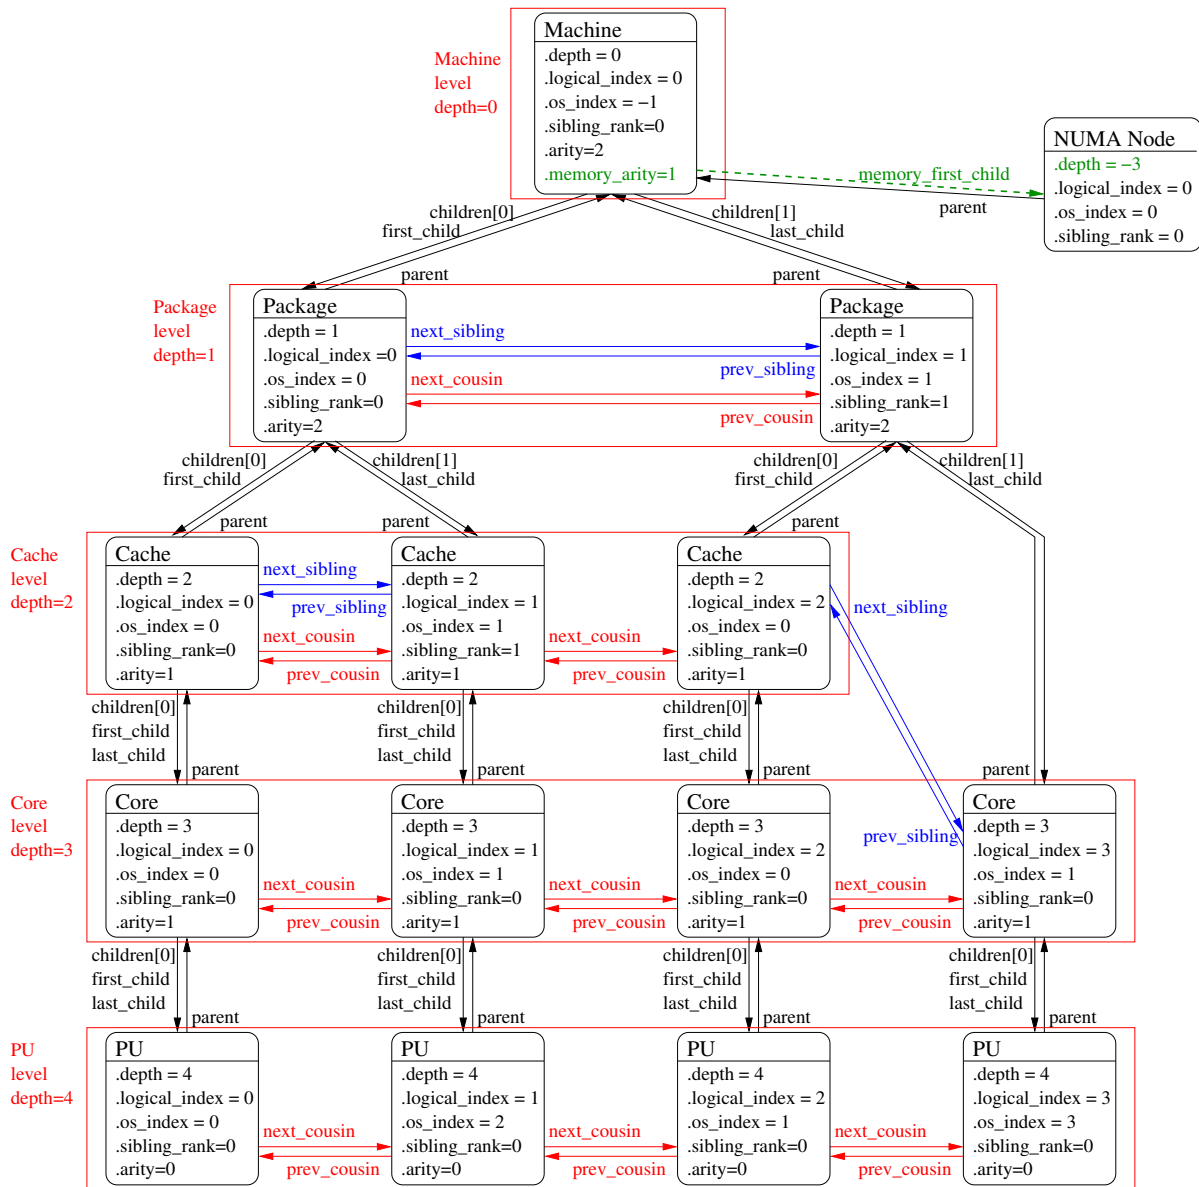 Machine
level
depth=0
Machine
.depth = 0
.logical_index = 0
.os_index = −1
.sibling_rank=0
.arity=2
.memory_arity=1
memory_first_child
parent
NUMA Node
.depth = −3
.logical_index = 0
.os_index = 0
.sibling_rank = 0
children[0]
first_child
children[1]
last_child
parent
parent
Package
level
depth=1
Package
.depth = 1
.logical_index =0
.os_index = 0
.sibling_rank=0
.arity=2
next_sibling
prev_sibling
next_cousin
prev_cousin
Package
.depth = 1
.logical_index = 1
.os_index = 1
.sibling_rank=1
.arity=2
children[0]
first_child
children[1]
last_child
children[0]
first_child
children[1]
last_child
parent
parent
parent
Cache
level
depth=2
Cache
.depth = 2
.logical_index = 0
.os_index = 0
.sibling_rank=0
.arity=1
next_sibling
prev_sibling
next_cousin
prev_cousin
Cache
.depth = 2
.logical_index = 1
.os_index = 1
.sibling_rank=1
.arity=1
next_cousin
prev_cousin
Cache
.depth = 2
.logical_index = 2
.os_index = 0
.sibling_rank=0
.arity=1
next_sibling
prev_sibling
children[0]
first_child
last_child
parent
children[0]
first_child
last_child
parent
children[0]
first_child
last_child
parent
parent
Core
level
depth=3
Core
.depth = 3
.logical_index = 0
.os_index = 0
.sibling_rank=0
.arity=1
next_cousin
prev_cousin
Core
.depth = 3
.logical_index = 1
.os_index = 1
.sibling_rank=0
.arity=1
next_cousin
prev_cousin
Core
.depth = 3
.logical_index = 2
.os_index = 0
.sibling_rank=0
.arity=1
next_cousin
prev_cousin
Core
.depth = 3
.logical_index = 3
.os_index = 1
.sibling_rank=0
.arity=1
children[0]
first_child
last_child
parent
children[0]
first_child
last_child
parent
children[0]
first_child
last_child
parent
children[0]
first_child
last_child
parent
PU
level
depth=4
PU
.depth = 4
.logical_index = 0
.os_index = 0
.sibling_rank=0
.arity=0
next_cousin
prev_cousin
PU
.depth = 4
.logical_index = 1
.os_index = 2
.sibling_rank=0
.arity=0
next_cousin
prev_cousin
PU
.depth = 4
.logical_index = 2
.os_index = 1
.sibling_rank=0
.arity=0
next_cousin
prev_cousin
PU
.depth = 4
.logical_index = 3
.os_index = 3
.sibling_rank=0
.arity=0